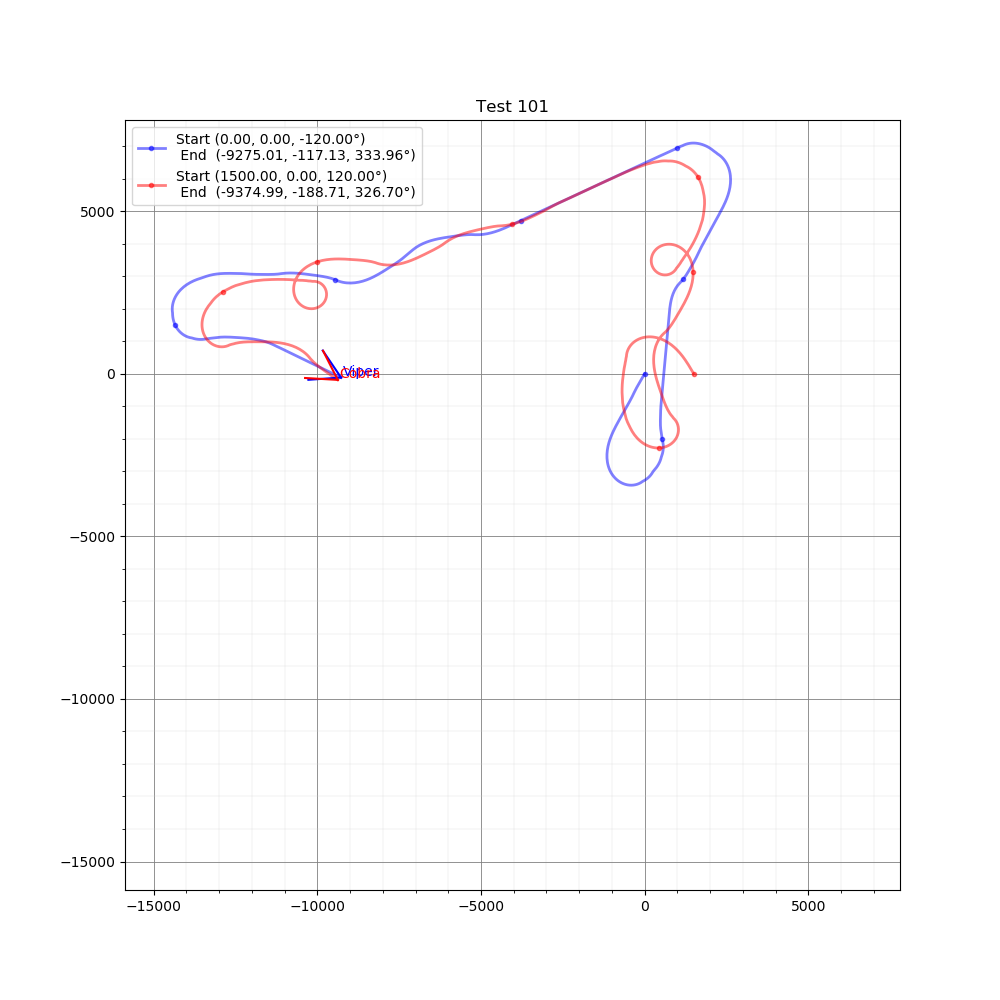 Test 101
Start (0.00, 0.00, -120.00°)
End  (-9275.01, -117.13, 333.96°)
Start (1500.00, 0.00, 120.00°)
End  (-9374.99, -188.71, 326.70°)
5000
0
−5000
−10000
−15000
Viper
Cobra
−15000
−10000
−5000
0
5000